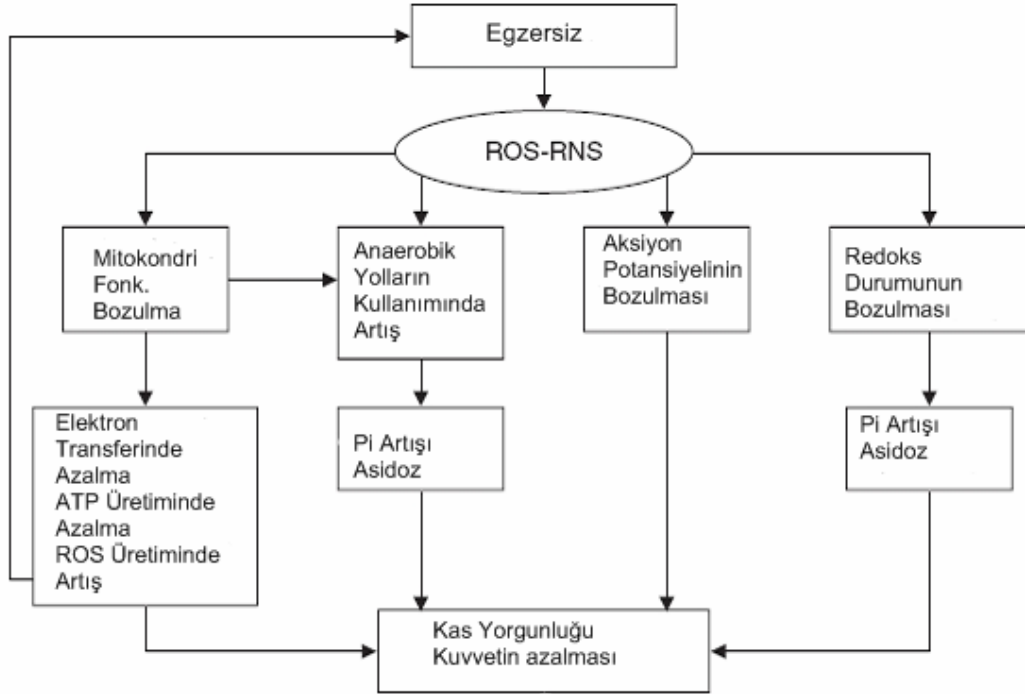 Egzersiz
ROS-RNS
Mitokondri
Fonk.
Bozulma
Anaerobik
Yolların
Kullanımında
Artış
Aksiyon
Potansiyelinin
Bozulması
Redoks
Durumunun
Bozulması
Elektron
Transferinde
Azalma
ATP Üretiminde
Azalma
ROS Üretiminde
Artış
Pi Artışı
Asidoz
Pi Artışı
Asidoz
Kas Yorgunluğu
Kuvvetin azalması